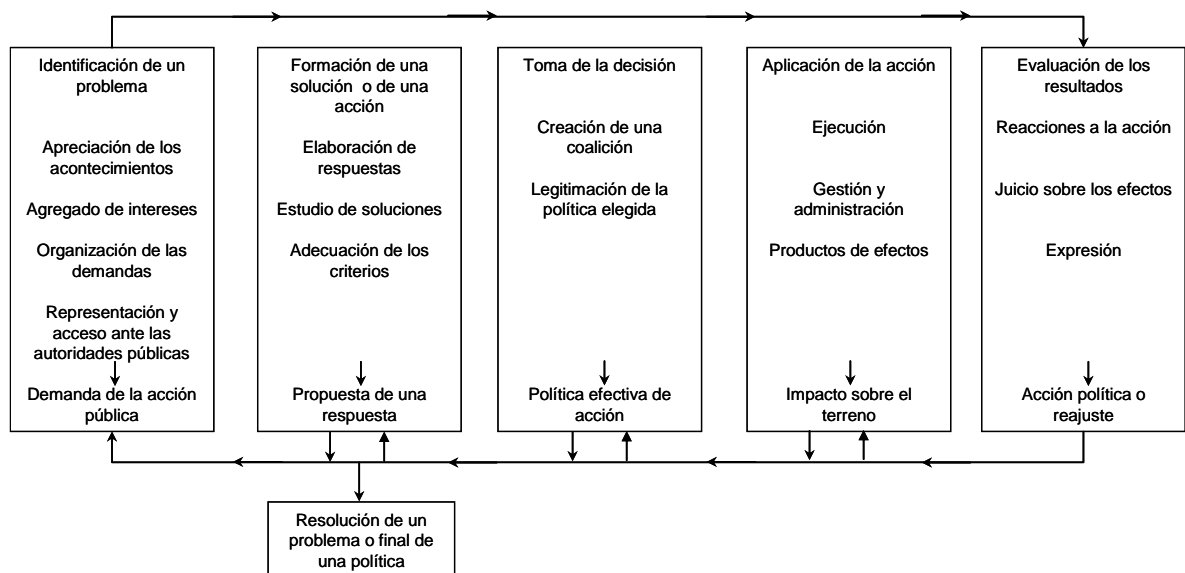 Identificación de un
problema
Apreciación de los
acontecimientos
Agregado de intereses
Organización de las
demandas
Representación y
acceso ante las
autoridades públicas
Demanda de la acción
pública
Formación de una
solución o de una
acción
Elaboración de
respuestas
Estudio de soluciones
Adecuación de los
criterios
Propuesta de una
respuesta
Toma de la decisión
Creación de una
coalición
Legitimación de la
política elegida
Política efectiva de
acción
Aplicación de la acción
Ejecución
Gestión y
administración
Productos de efectos
Impacto sobre el
terreno
Evaluación de los
resultados
Reacciones a la acción
Juicio sobre los efectos
Expresión
Acción política o
reajuste
Resolución de un
problema o final de
una política